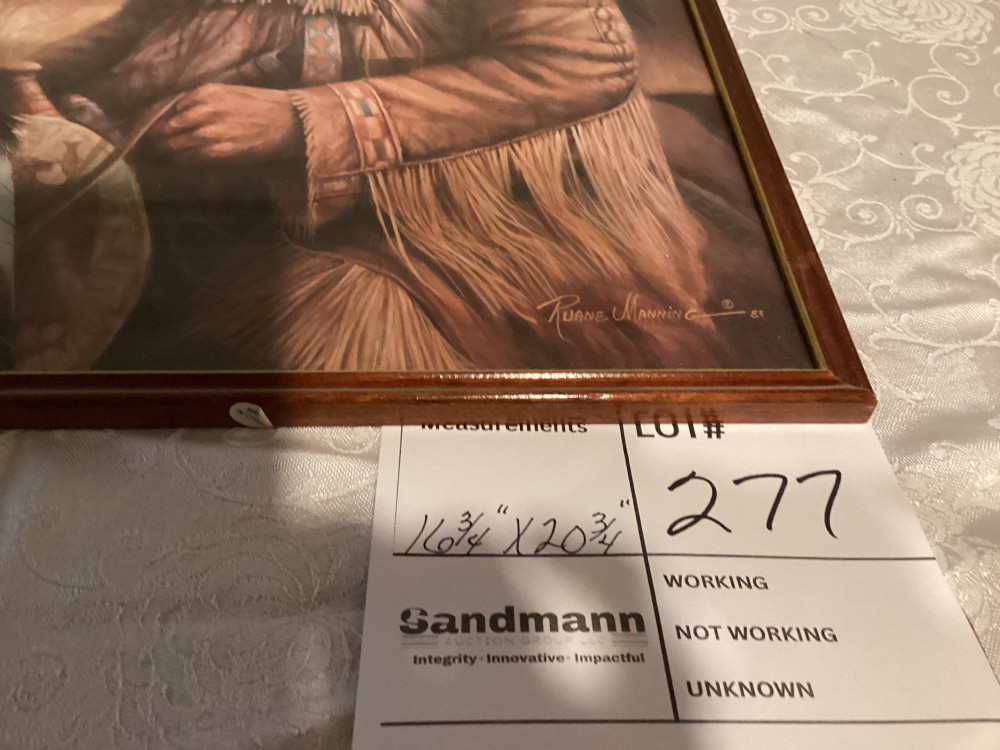 RUANE MANNING ® 89
Measurements
LOT#
16 3/4" X 20 3/4"
277
Sandmann
AUCTION GROUP LLC
Integrity - Innovative - Impactful
WORKING
NOT WORKING
UNKNOWN